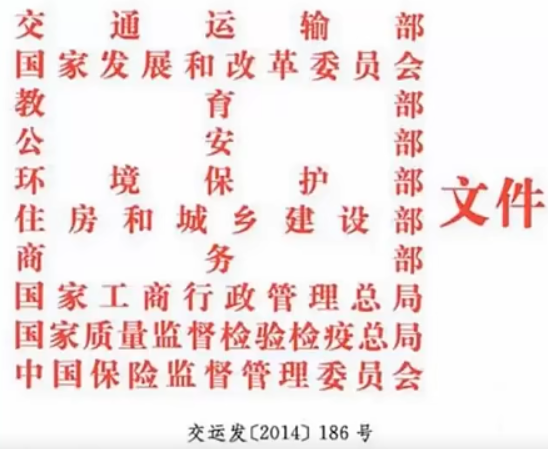 交通运输部
国家发展和改革委员会
教育部
公安部
环境保护部
住房和城乡建设部
商务部
国家工商行政管理总局
国家质量监督检验检疫总局
中国保险监督管理委员会
文件
交运发〔2014〕186号